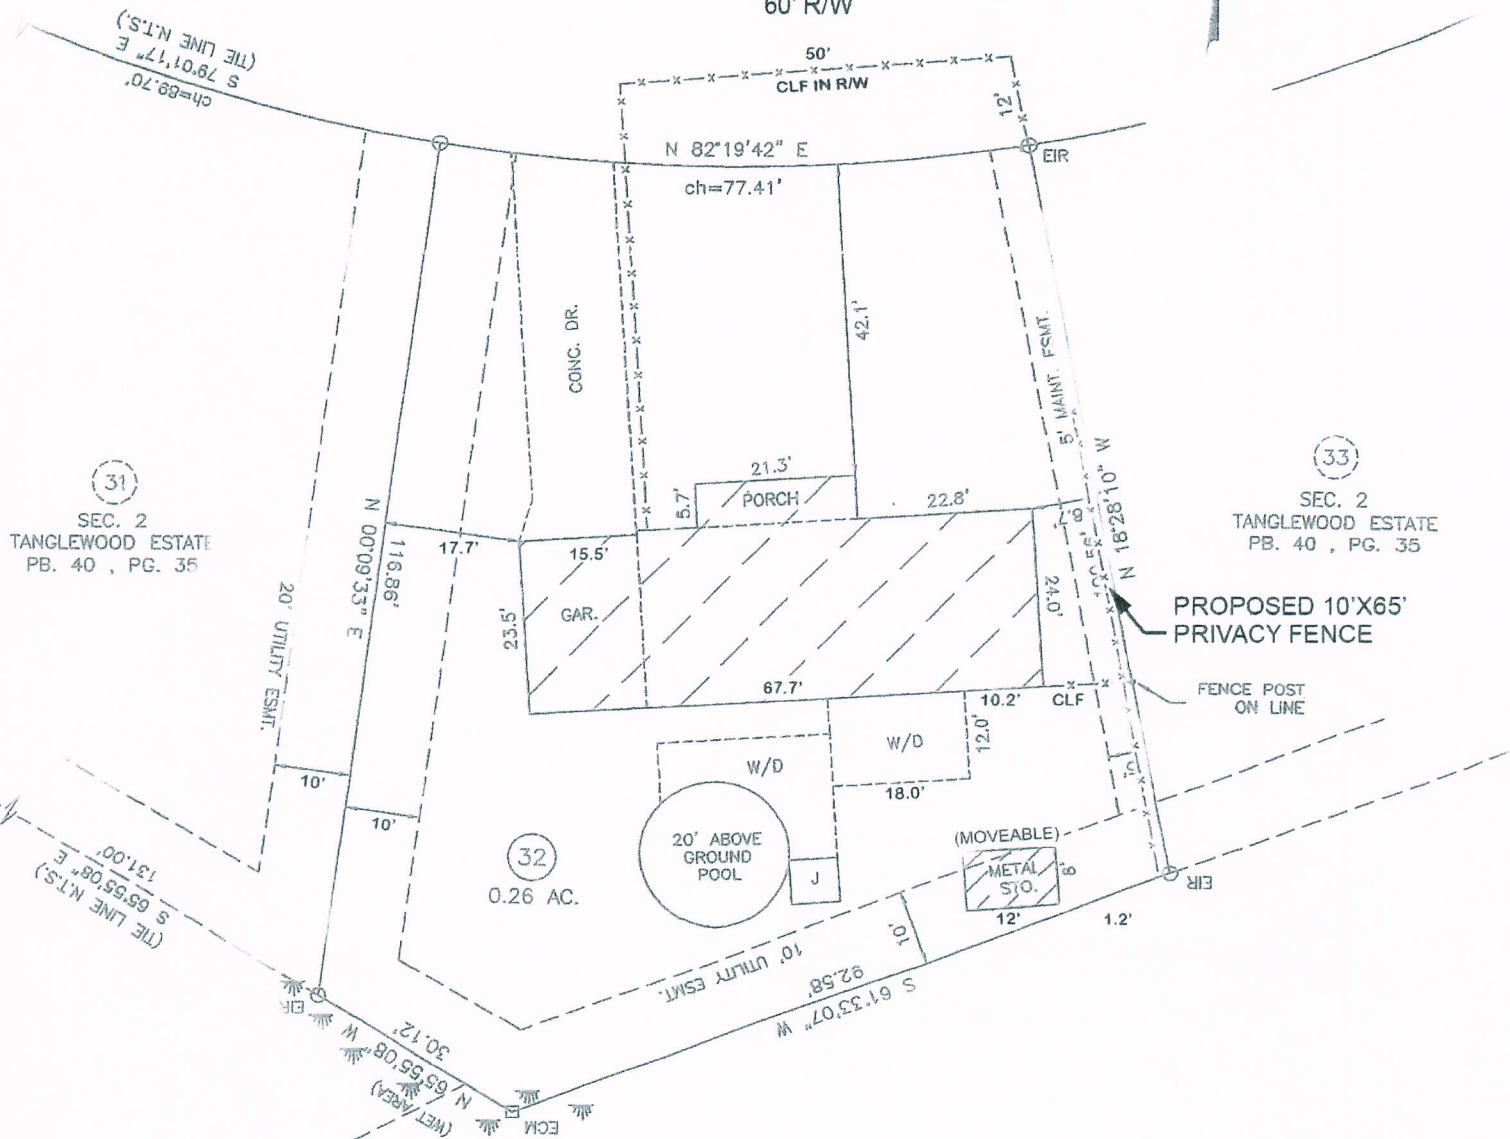 60' R/W
50'
CLF IN R/W
12'
(TIE LINE N.T.S.)
S 79°01'17" E
ch=89.70'
N 82°19'42" E
ch=77.41'
EIR
CONC. DR.
42.1'
5' MAINT. ESMT.
N 18°28'10" W
31
SEC. 2
TANGLEWOOD ESTATE
PB. 40 , PG. 35
33
SEC. 2
TANGLEWOOD ESTATE
PB. 40 , PG. 35
21.3'
5.7'
PORCH
22.8'
N 00°09'33" E
116.86'
17.7'
15.5'
23.5'
GAR.
24.0'
PROPOSED 10'X65'
PRIVACY FENCE
20' UTILITY ESMT.
67.7'
10.2'
CLF
FENCE POST
ON LINE
W/D
12.0'
W/D
18.0'
5'
10'
10'
20' ABOVE
GROUND
POOL
J
(MOVEABLE)
METAL
STO.
8'
12'
1.2'
EIR
32
0.26 AC.
10'
10' UTILITY ESMT.
S 65°55'08" E
131.00'
(TIE LINE N.T.S.)
92.58'
S 61°33'07" W
EIR
30.12'
N 65°55'08" W
(WET AREA)
ECM